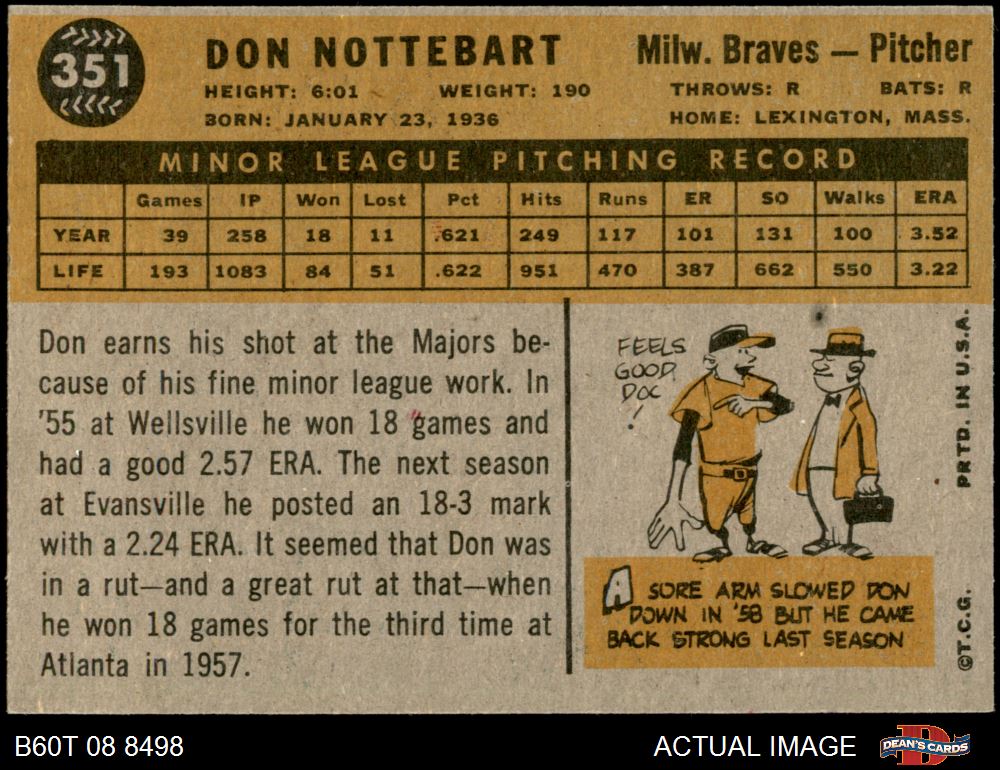 351
DON NOTTEBART
Milw. Braves — Pitcher
HEIGHT: 6:01 WEIGHT: 190 THROWS: R BATS: R
BORN: JANUARY 23, 1936 HOME: LEXINGTON, MASS.
MINOR LEAGUE PITCHING RECORD
Games IP Won Lost Pct Hits Runs ER SO Walks ERA
YEAR 39 258 18 11 .621 249 117 101 131 100 3.52
LIFE 193 1083 84 51 .622 951 470 387 662 550 3.22
Don earns his shot at the Majors be-
cause of his fine minor league work. In
'55 at Wellsville he won 18 games and
had a good 2.57 ERA. The next season
at Evansville he posted an 18-3 mark
with a 2.24 ERA. It seemed that Don was
in a rut—and a great rut at that—when
he won 18 games for the third time at
Atlanta in 1957.
FEELS
GOOD
DOC
!
A SORE ARM SLOWED DON
DOWN IN '58 BUT HE CAME
BACK STRONG LAST SEASON
©T.C.G. PRTD. IN U.S.A.
B60T 08 8498
ACTUAL IMAGE
D
DEAN'S CARDS